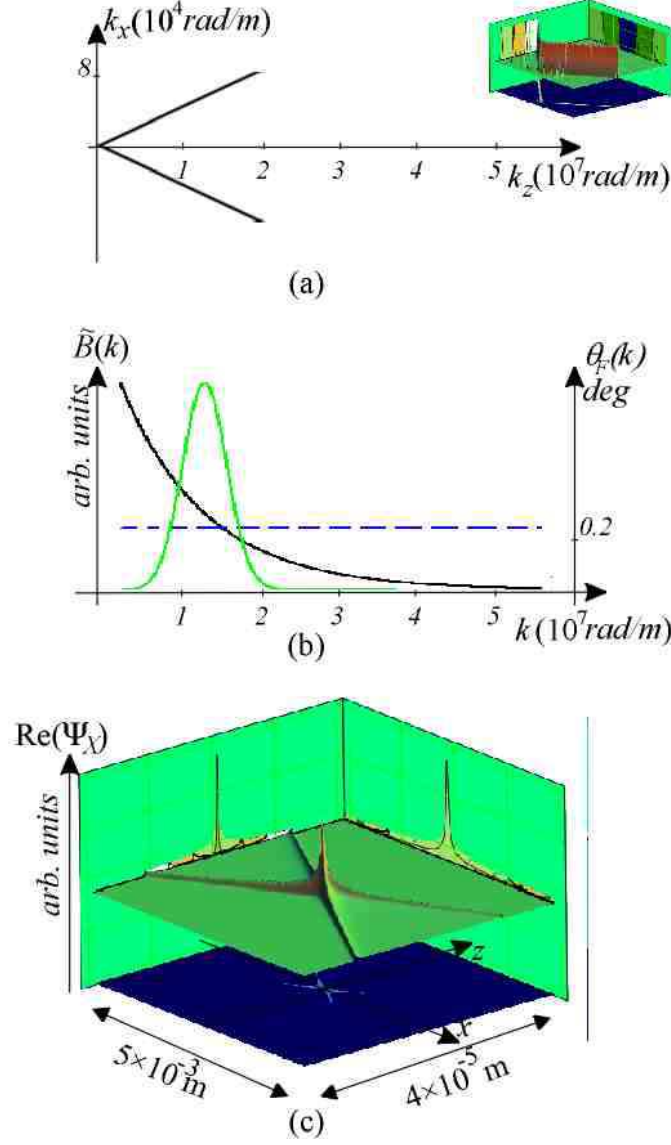 k_x(10^4 rad/m)
8
1 2 3 4 5 k_z(10^7 rad/m)
(a)
B̃(k)
θ_F(k)
deg
arb. units
0.2
1 2 3 4 5 k(10^7 rad/m)
(b)
Re(Ψ_X)
arb. units
z
x
5×10^-3 m
4×10^-5 m
(c)